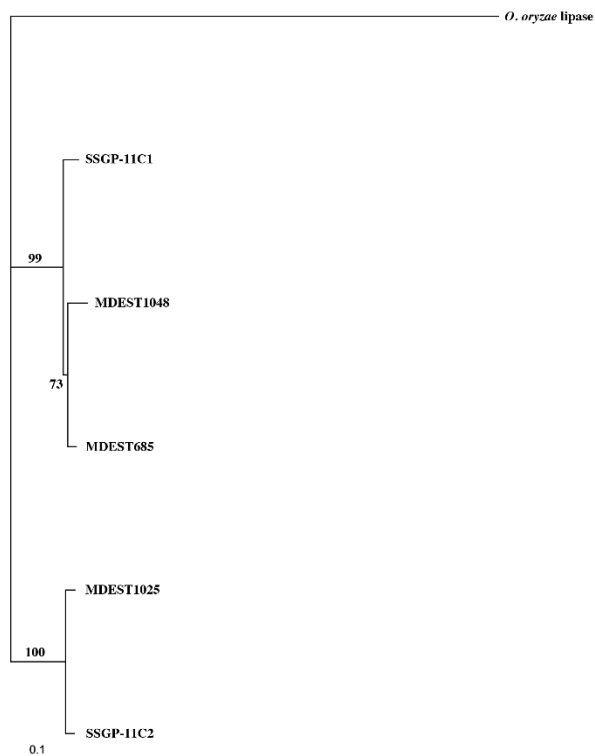 O. oryzae lipase
SSGP-11C1
99
MDEST1048
73
MDEST685
MDEST1025
100
SSGP-11C2
0.1